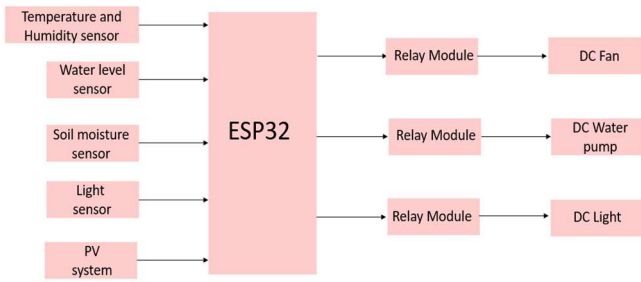 Temperature and
Humidity sensor
Water level
sensor
Soil moisture
sensor
Light
sensor
PV
system
ESP32
Relay Module
DC Fan
Relay Module
DC Water
pump
Relay Module
DC Light